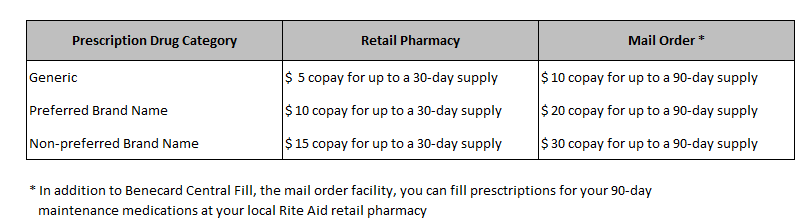 Prescription Drug Category Retail Pharmacy Mail Order *
Generic $ 5 copay for up to a 30-day supply $ 10 copay for up to a 90-day supply
Preferred Brand Name $ 10 copay for up to a 30-day supply $ 20 copay for up to a 90-day supply
Non-preferred Brand Name $ 15 copay for up to a 30-day supply $ 30 copay for up to a 90-day supply
* In addition to Benecard Central Fill, the mail order facility, you can fill presctriptions for your 90-day
maintenance medications at your local Rite Aid retail pharmacy